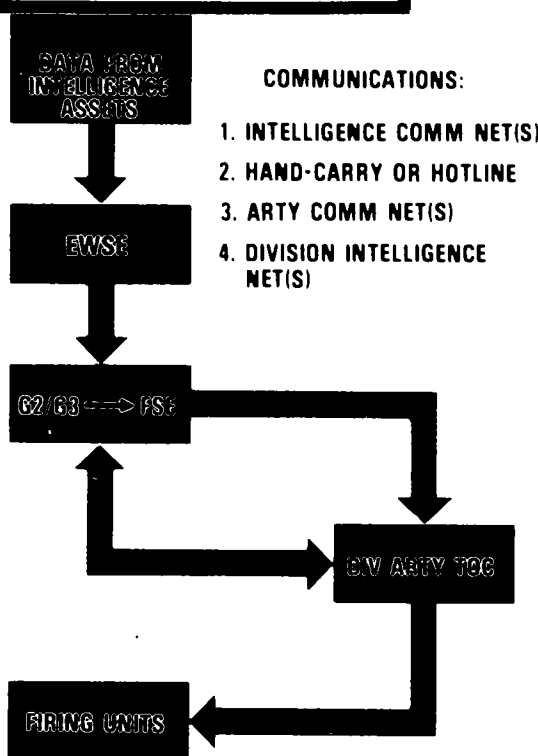 DATA FROM
INTELLIGENCE
ASSETS
COMMUNICATIONS:
1. INTELLIGENCE COMM NET(S)
2. HAND-CARRY OR HOTLINE
3. ARTY COMM NET(S)
4. DIVISION INTELLIGENCE
NET(S)
EWSE
G2/G3 → FSE
DIV ARTY TOC
FIRING UNITS